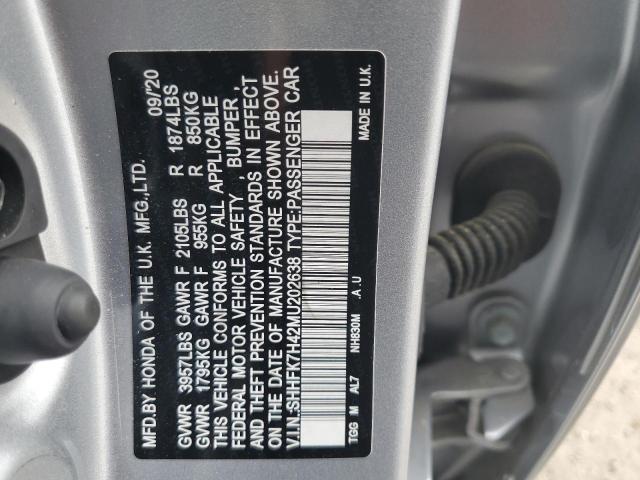 MFD.BY HONDA OF THE U.K. MFG.,LTD. 09/'20
GVWR 3957LBS GAWR F 2105LBS R 1874LBS
GVWR 1795KG GAWR F 955KG R 850KG
THIS VEHICLE CONFORMS TO ALL APPLICABLE
FEDERAL MOTOR VEHICLE SAFETY , BUMPER ,
AND THEFT PREVENTION STANDARDS IN EFFECT
ON THE DATE OF MANUFACTURE SHOWN ABOVE.
V.I.N.:SHHFK7H42MU202638 TYPE:PASSENGER CAR
TGG M AL7 NH830M .A .U MADE IN U.K.